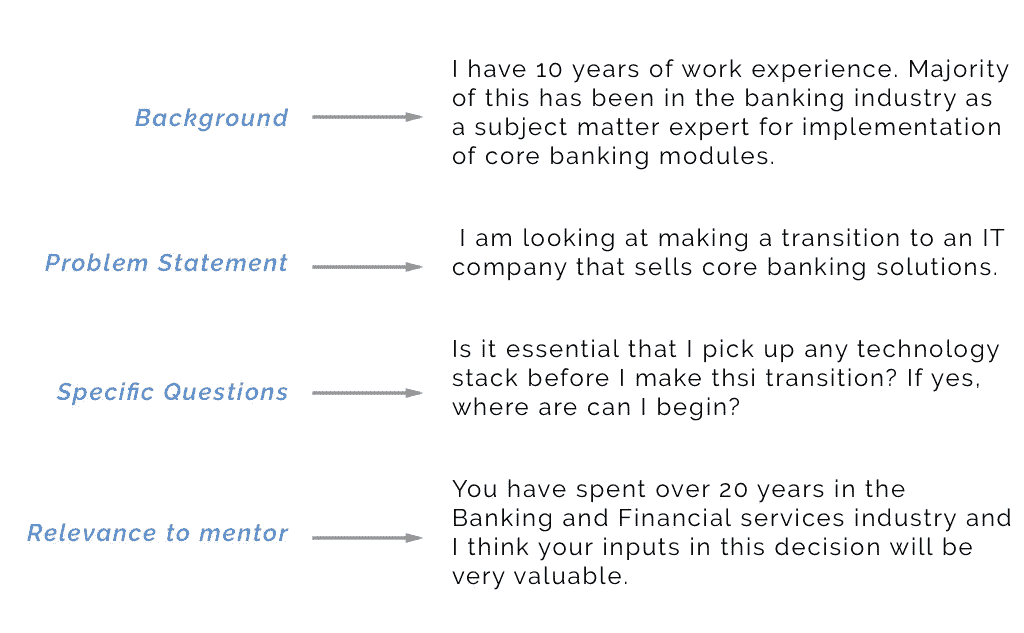 Background
I have 10 years of work experience. Majority
of this has been in the banking industry as
a subject matter expert for implementation
of core banking modules.
Problem Statement
I am looking at making a transition to an IT
company that sells core banking solutions.
Specific Questions
Is it essential that I pick up any technology
stack before I make thsi transition? If yes,
where are can I begin?
Relevance to mentor
You have spent over 20 years in the
Banking and Financial services industry and
I think your inputs in this decision will be
very valuable.